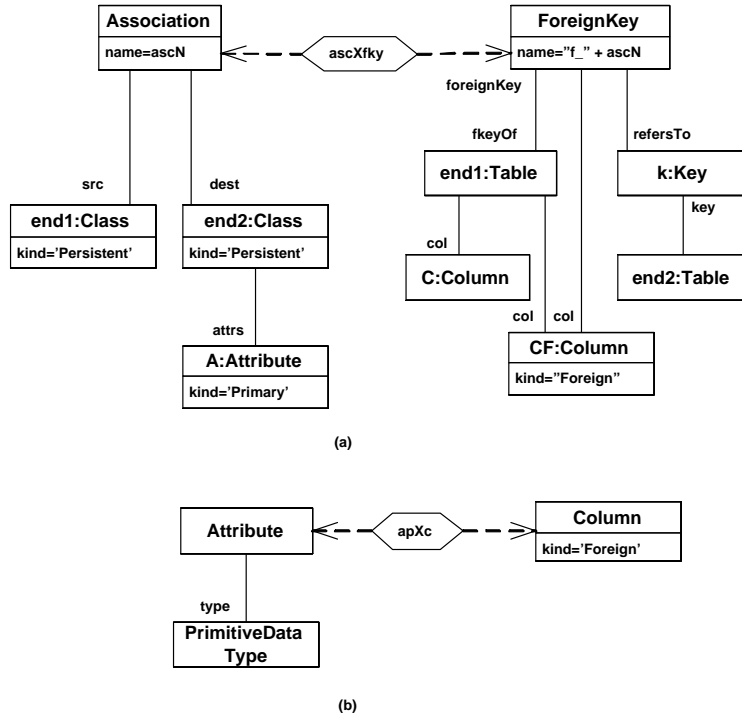 Association
name=ascN
ascXfky
ForeignKey
name=”f_” + ascN
foreignKey
fkeyOf
refersTo
src
dest
end1:Class
kind='Persistent’
end2:Class
kind='Persistent’
end1:Table
k:Key
key
col
C:Column
end2:Table
attrs
col
col
A:Attribute
kind='Primary’
CF:Column
kind=”Foreign”
(a)
Attribute
apXc
Column
kind='Foreign’
type
PrimitiveData
Type
(b)